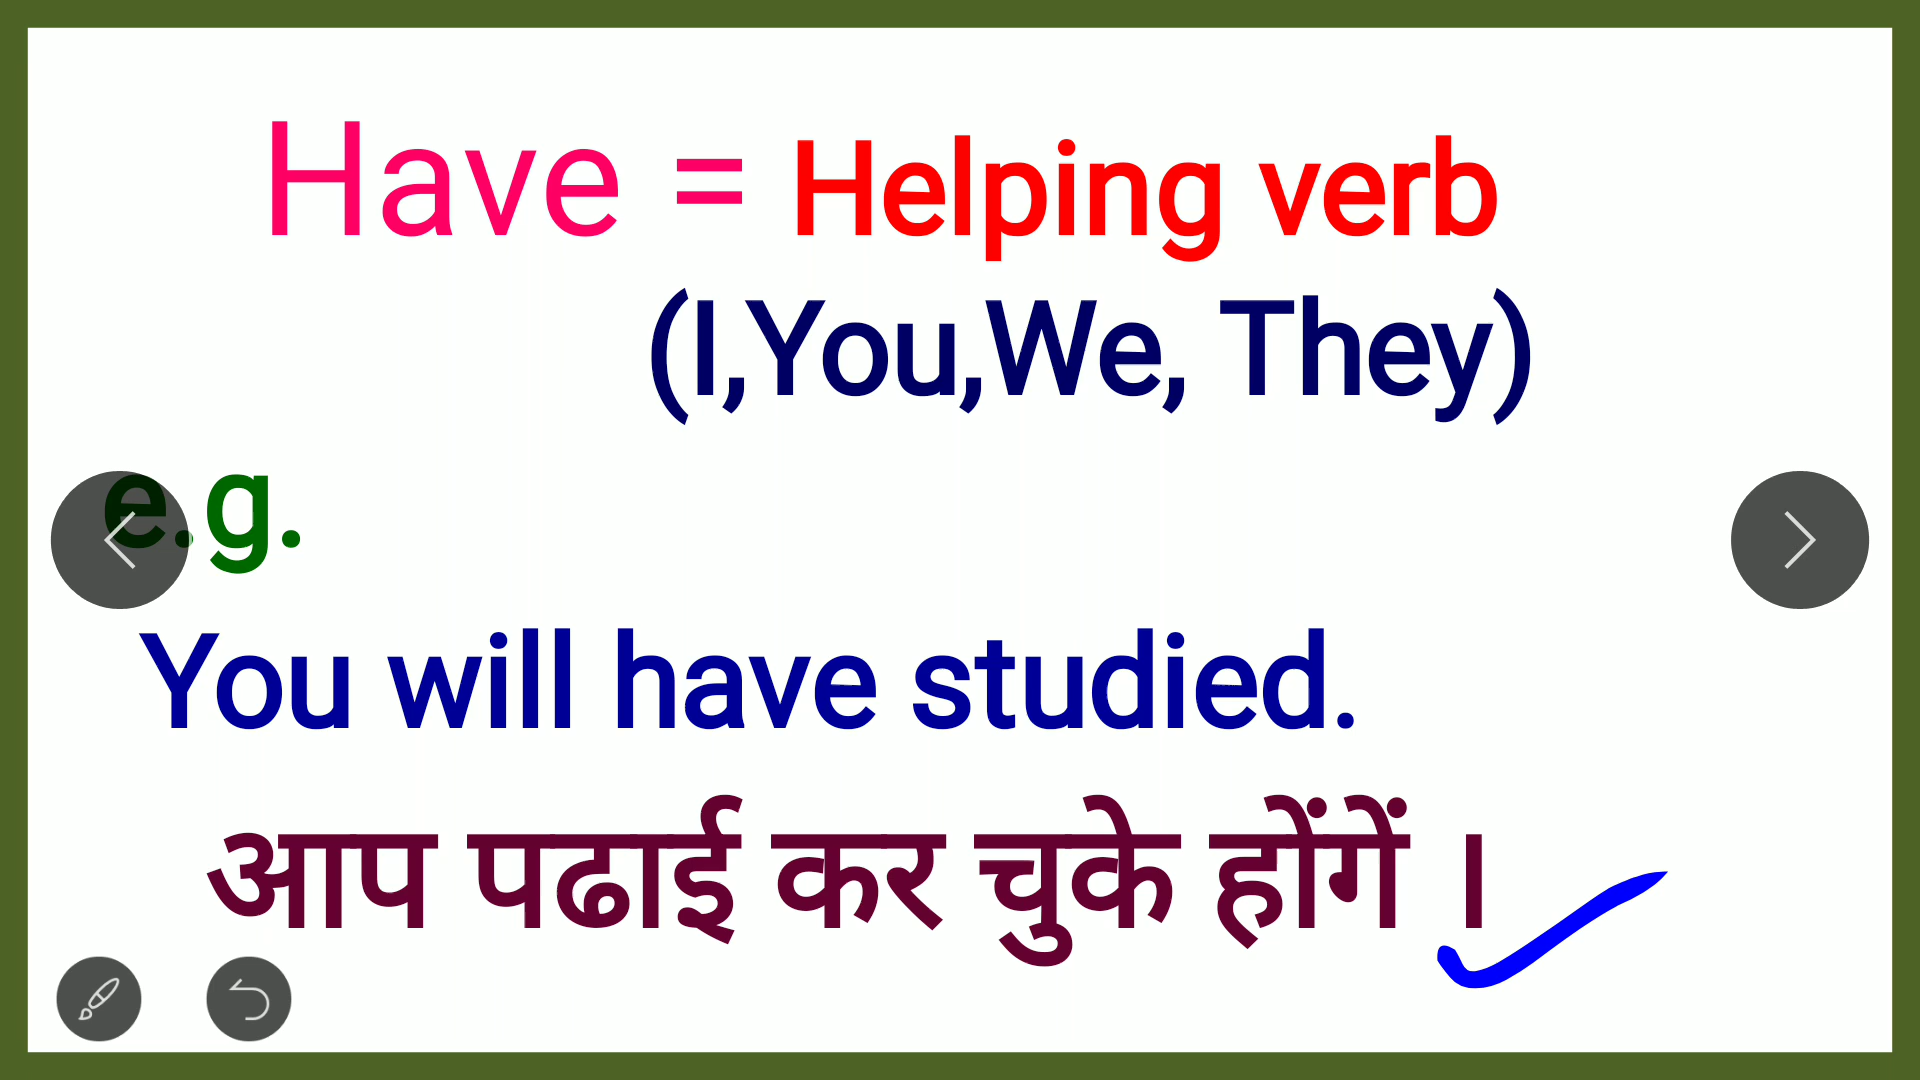 Have = Helping verb
(I,You,We, They)
e.g.
You will have studied.
आप पढाई कर चुके होंगें ।